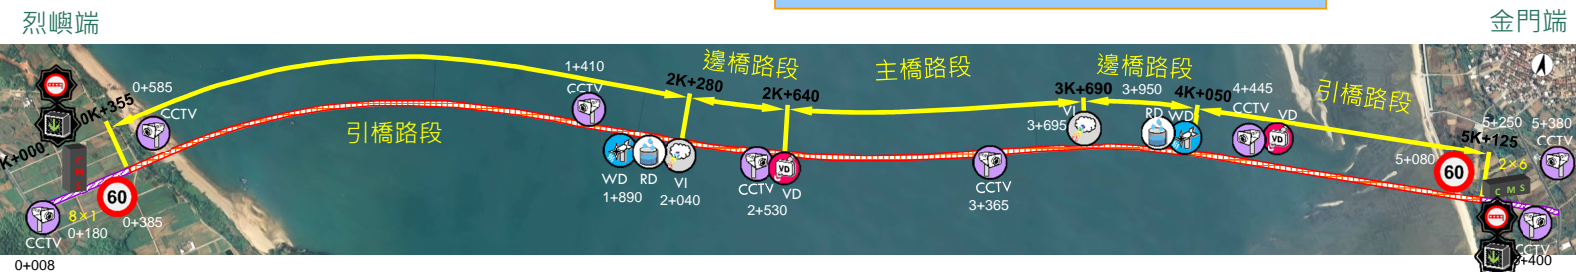 烈嶼端
金門端
0+585
CCTV
0K+355
K+000
CMS
60
8×1
0+385
0+180
CCTV
0+008
引橋路段
1+410
CCTV
2K+280
邊橋路段
2K+640
主橋路段
邊橋路段
3K+690
3+950
4K+050
VI
3+695
RD
WD
4+445
CCTV
VD
引橋路段
WD
RD
VI
1+890
2+040
CCTV
VD
VD
2+530
CCTV
3+365
VD
5+250
5+380
5K+125
CCTV
5+080
60
2×6
CMS
CCTV
+400